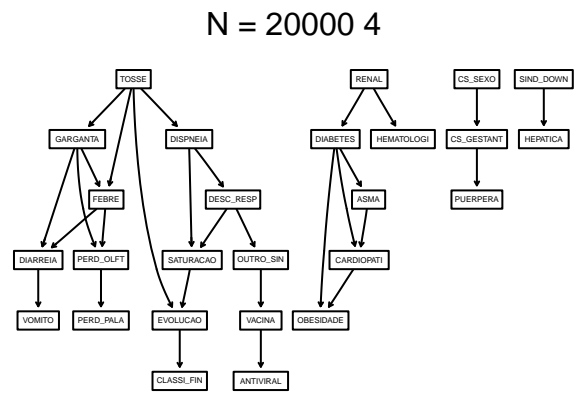 N = 20000 4
TOSSE RENAL CS_SEXO SIND_DOWN
GARGANTA DISPNEIA DIABETES HEMATOLOGI CS_GESTANT HEPATICA
FEBRE DESC_RESP ASMA PUERPERA
DIARREIA PERD_OLFT SATURACAO OUTRO_SIN CARDIOPATI
VOMITO PERD_PALA EVOLUCAO VACINA OBESIDADE
CLASSI_FIN ANTIVIRAL